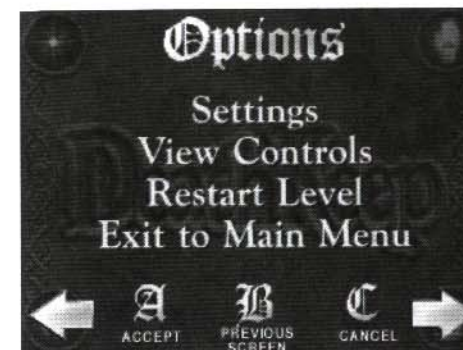 Options
Settings
View Controls
Restart Level
Exit to Main Menu
A B C
ACCEPT PREVIOUS SCREEN CANCEL